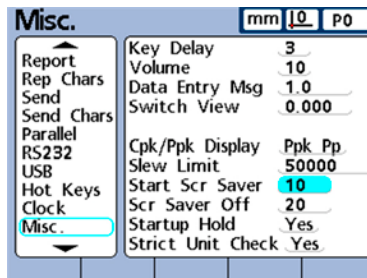 Misc.
mm 0 P0
Report
Rep Chars
Send
Send Chars
Parallel
RS232
USB
Hot Keys
Clock
Misc.
Key Delay 3
Volume 10
Data Entry Msg 1.0
Switch View 0.000
Cpk/Ppk Display Ppk Pp
Slew Limit 50000
Start Scr Saver 10
Scr Saver Off 20
Startup Hold Yes
Strict Unit Check Yes